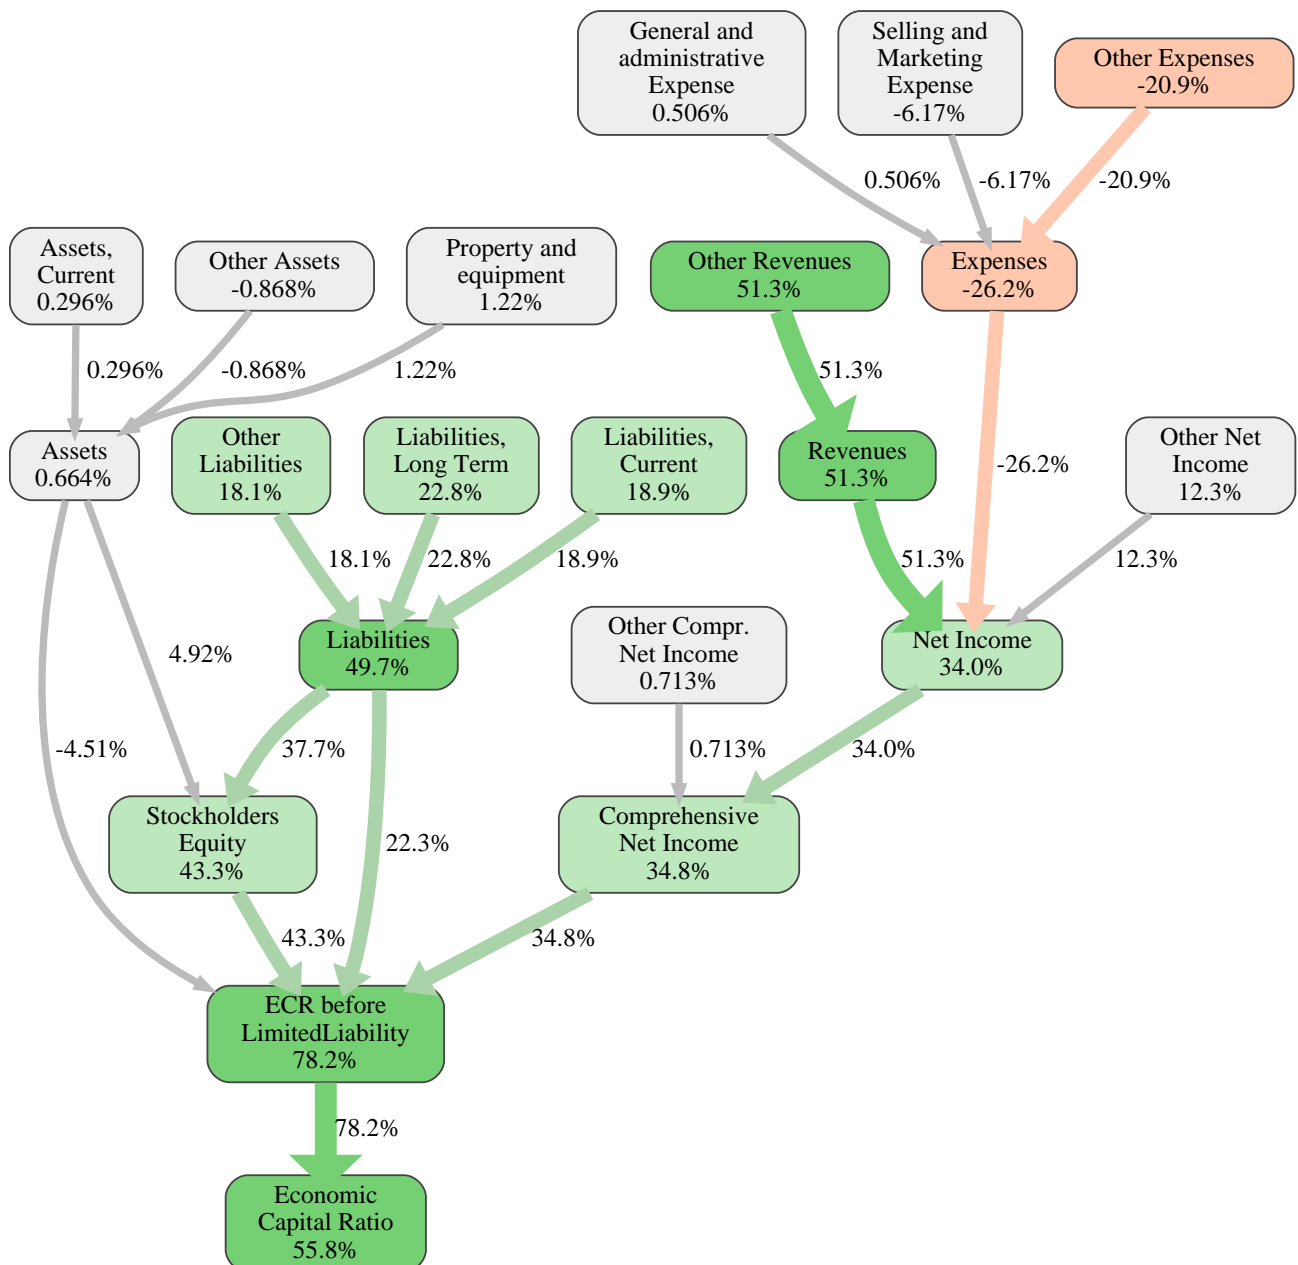 General and
administrative
Expense
0.506%
Selling and
Marketing
Expense
-6.17%
Other Expenses
-20.9%
0.506%
-6.17%
-20.9%
Assets,
Current
0.296%
Other Assets
-0.868%
Property and
equipment
1.22%
Other Revenues
51.3%
Expenses
-26.2%
0.296%
-0.868%
1.22%
51.3%
-26.2%
Assets
0.664%
Other
Liabilities
18.1%
Liabilities,
Long Term
22.8%
Liabilities,
Current
18.9%
Revenues
51.3%
Other Net
Income
12.3%
18.1%
22.8%
18.9%
51.3%
12.3%
4.92%
Liabilities
49.7%
Other Compr.
Net Income
0.713%
Net Income
34.0%
-4.51%
37.7%
0.713%
34.0%
Stockholders
Equity
43.3%
22.3%
Comprehensive
Net Income
34.8%
43.3%
34.8%
ECR before
LimitedLiability
78.2%
78.2%
Economic
Capital Ratio
55.8%